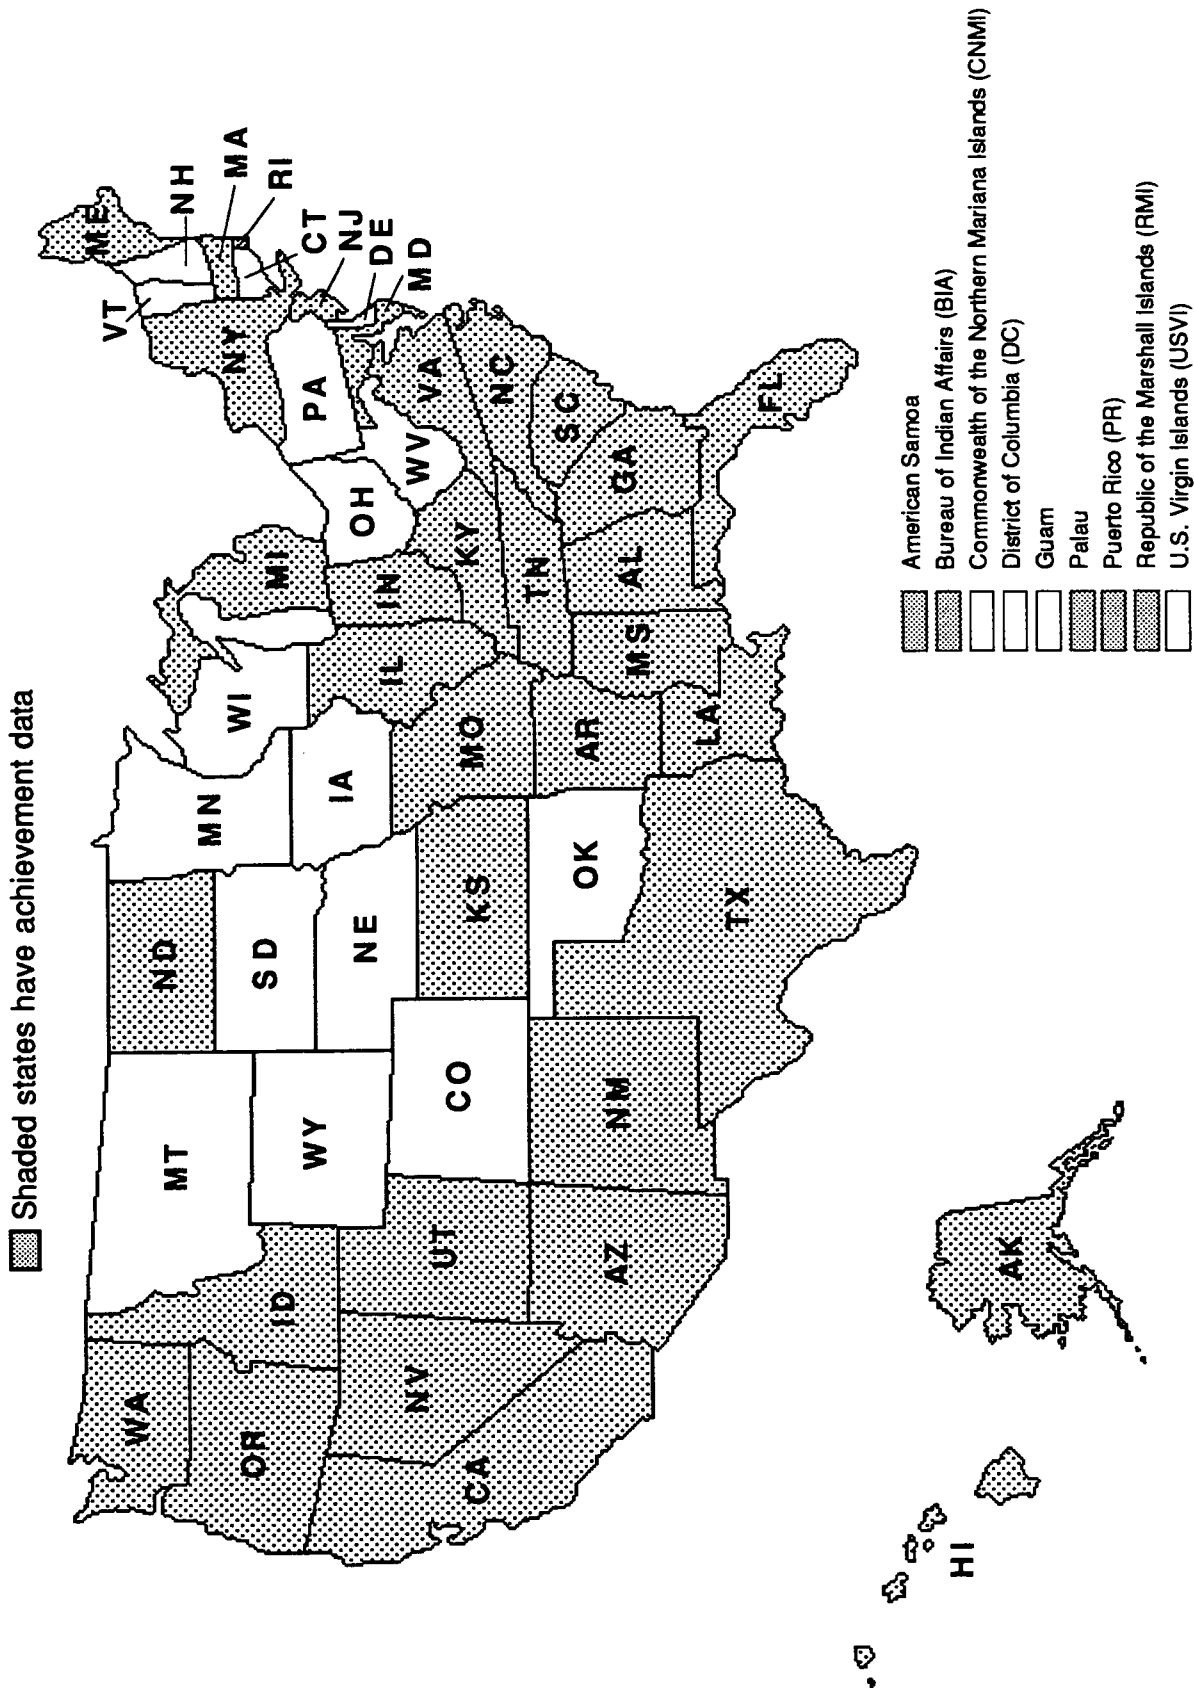 Shaded states have achievement data
WA
OR
CA
NV
ID
MT
WY
UT
AZ
CO
NM
ND
SD
NE
KS
OK
TX
MN
IA
MO
AR
LA
WI
IL
MS
MI
IN
KY
TN
AL
OH
WV
GA
FL
SC
NC
VA
PA
NY
VT
ME
NH
MA
RI
CT
NJ
DE
MD
AK
HI
American Samoa
Bureau of Indian Affairs (BIA)
Commonwealth of the Northern Mariana Islands (CNMI)
District of Columbia (DC)
Guam
Palau
Puerto Rico (PR)
Republic of the Marshall Islands (RMI)
U.S. Virgin Islands (USVI)